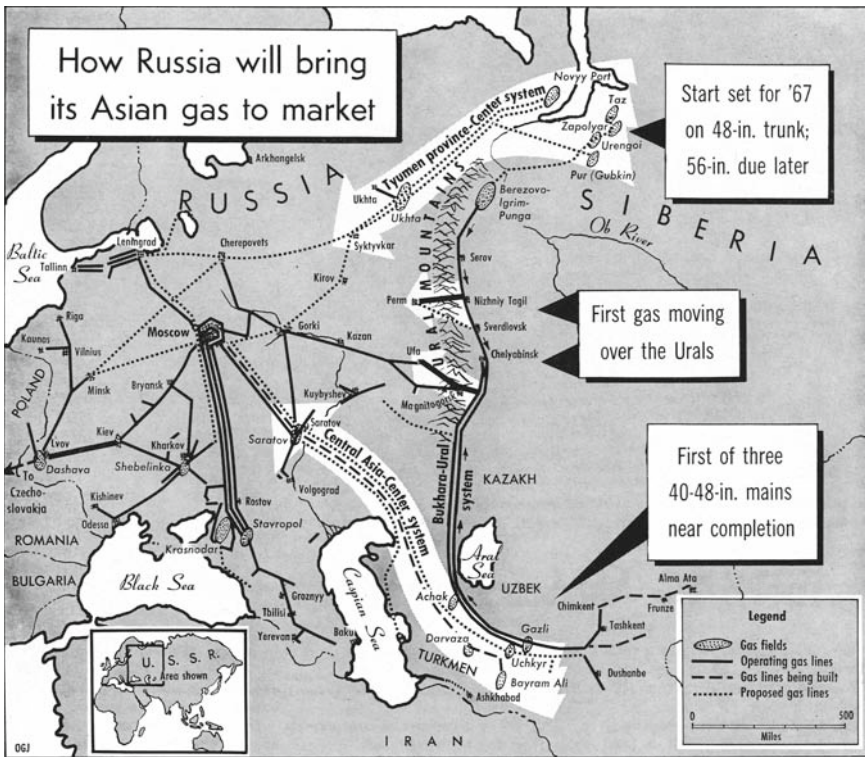 How Russia will bring
its Asian gas to market
Novyy Port
Taz
Zapolyar
Urengoi
Pur (Gubkin)
Start set for '67
on 48-in. trunk;
56-in. due later
Tyumen province-Center system
Arkhangelsk
RUSSIA
Ukhta
Ukhta
Berezovo-
Igrim-
Punga
SIBERIA
Ob River
URAL MOUNTAINS
Syktyvkar
Baltic
Sea
Leningrad
Tallinn
Cherepovets
Kirov
Serov
Perm
Nizhniy Tagil
Sverdlovsk
Chelyabinsk
First gas moving
over the Urals
Riga
Kaunas
Vilnius
Moscow
Gorki
Kazan
Ufa
Magnitogorsk
POLAND
Minsk
Bryansk
Kuybyshev
Saratov
Saratov
Lvov
Kiev
Kharkov
Dashava
Shebelinka
To
Czecho-
slovakia
Volgograd
Central Asia-Center system
Bukhara-Ural
system
KAZAKH
First of three
40-48-in. mains
near completion
Kishinev
Odessa
Rostov
Stavropol
Krasnodar
ROMANIA
BULGARIA
Black Sea
Caspian Sea
Aral
Sea
UZBEK
Groznyy
Tbilisi
Yerevan
Baku
Achak
Darvaza
Gazli
Uchkyr
Bayram Ali
TURKMEN
Ashkhabad
Chimkent
Alma Ata
Frunze
Tashkent
Dushanbe
IRAN
U. S. S. R.
Area shown
OGJ
Legend
Gas fields
Operating gas lines
Gas lines being built
Proposed gas lines
0 500
Miles